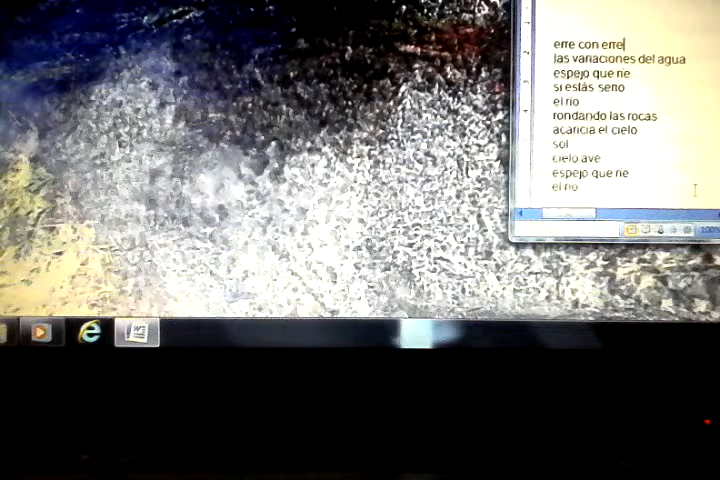 erre con erre
las variaciones del agua
espejo que ríe
si estás serio
el río
rondando las rocas
acaricia el cielo
sol
cielo ave
espejo que ríe
el río
100%